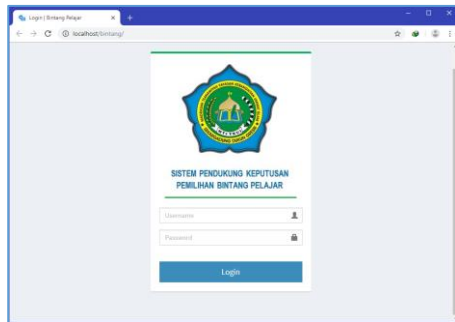 Login | Bintang Pelajar
localhost/bintang/
SISTEM PENDUKUNG KEPUTUSAN
PEMILIHAN BINTANG PELAJAR
Username
Password
Login